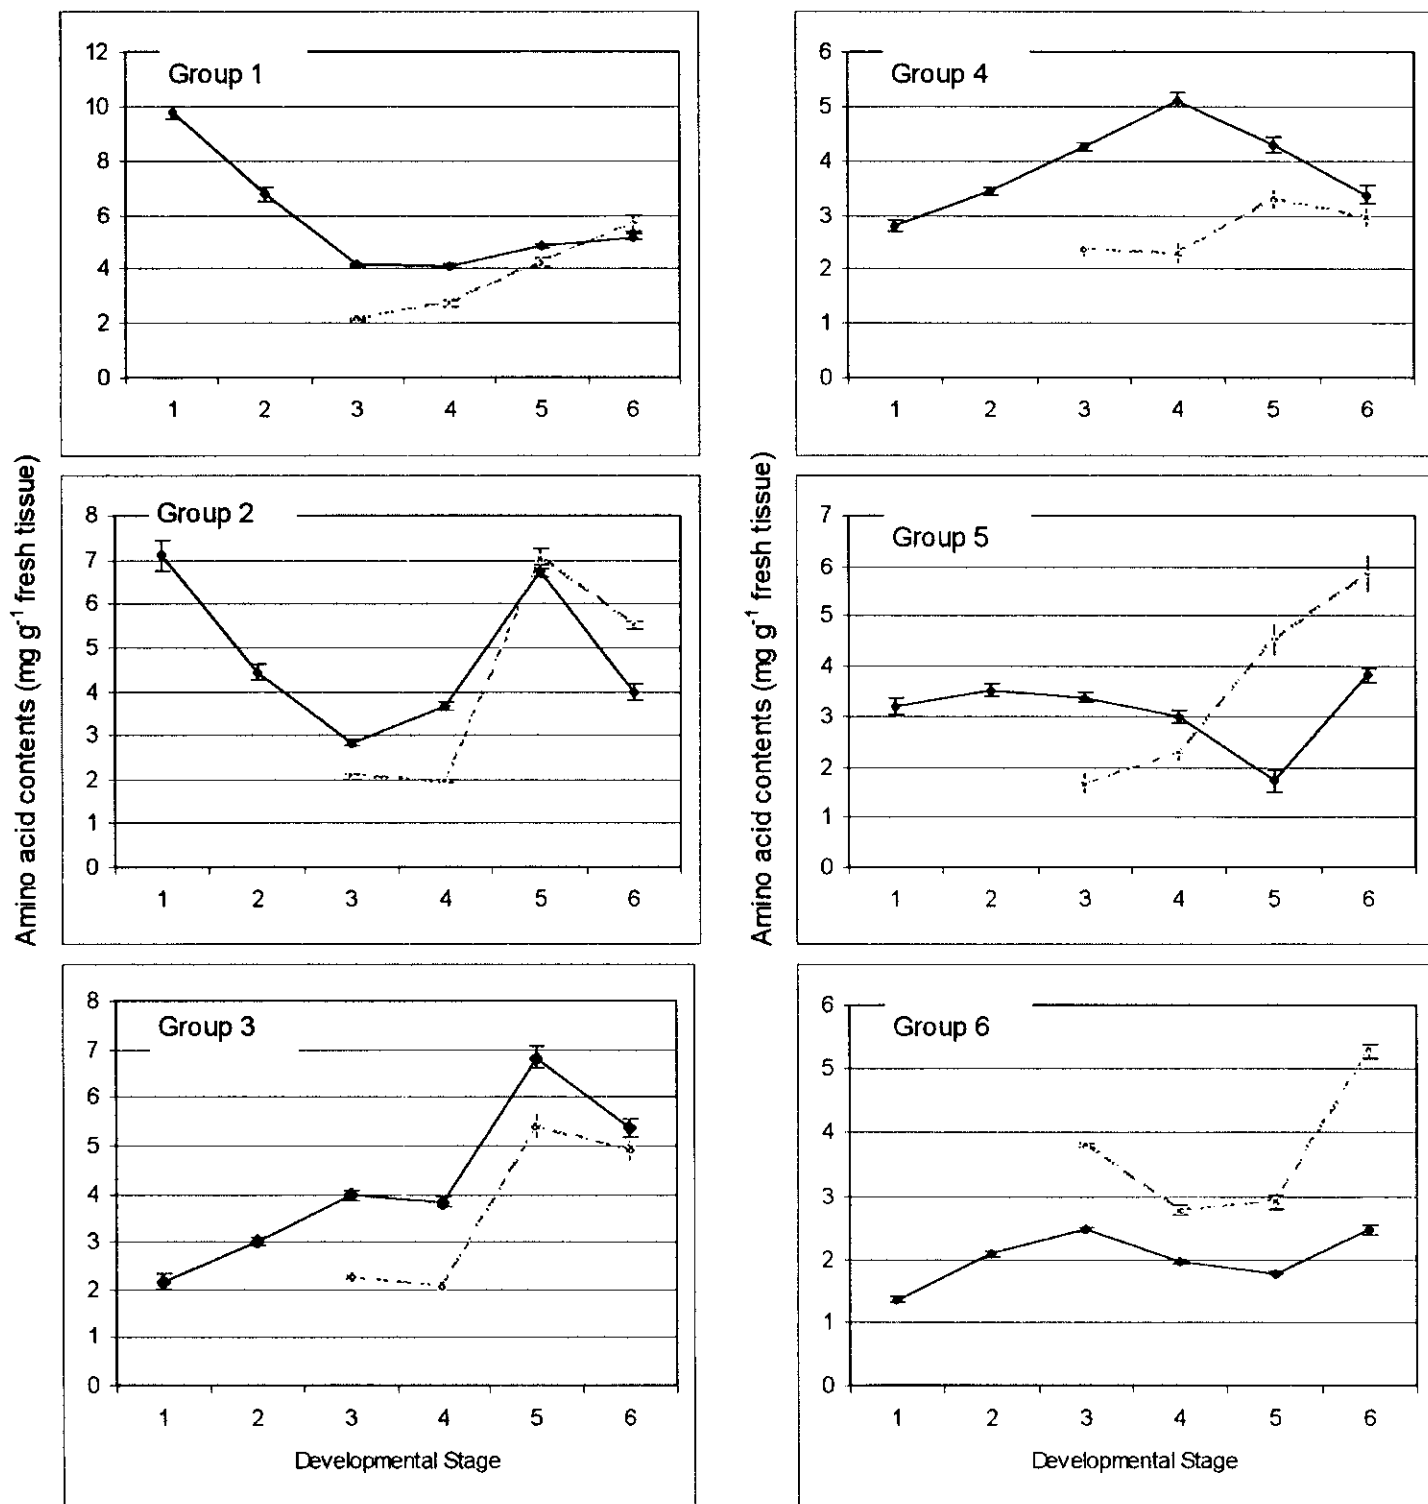 Amino acid contents (mg g⁻¹ fresh tissue)
Group 1
12
10
8
6
4
2
0
1 2 3 4 5 6
Group 2
8
7
6
5
4
3
2
1
0
1 2 3 4 5 6
Group 3
8
7
6
5
4
3
2
1
0
1 2 3 4 5 6
Developmental Stage
Amino acid contents (mg g⁻¹ fresh tissue)
Group 4
6
5
4
3
2
1
0
1 2 3 4 5 6
Group 5
7
6
5
4
3
2
1
0
1 2 3 4 5 6
Group 6
6
5
4
3
2
1
0
1 2 3 4 5 6
Developmental Stage